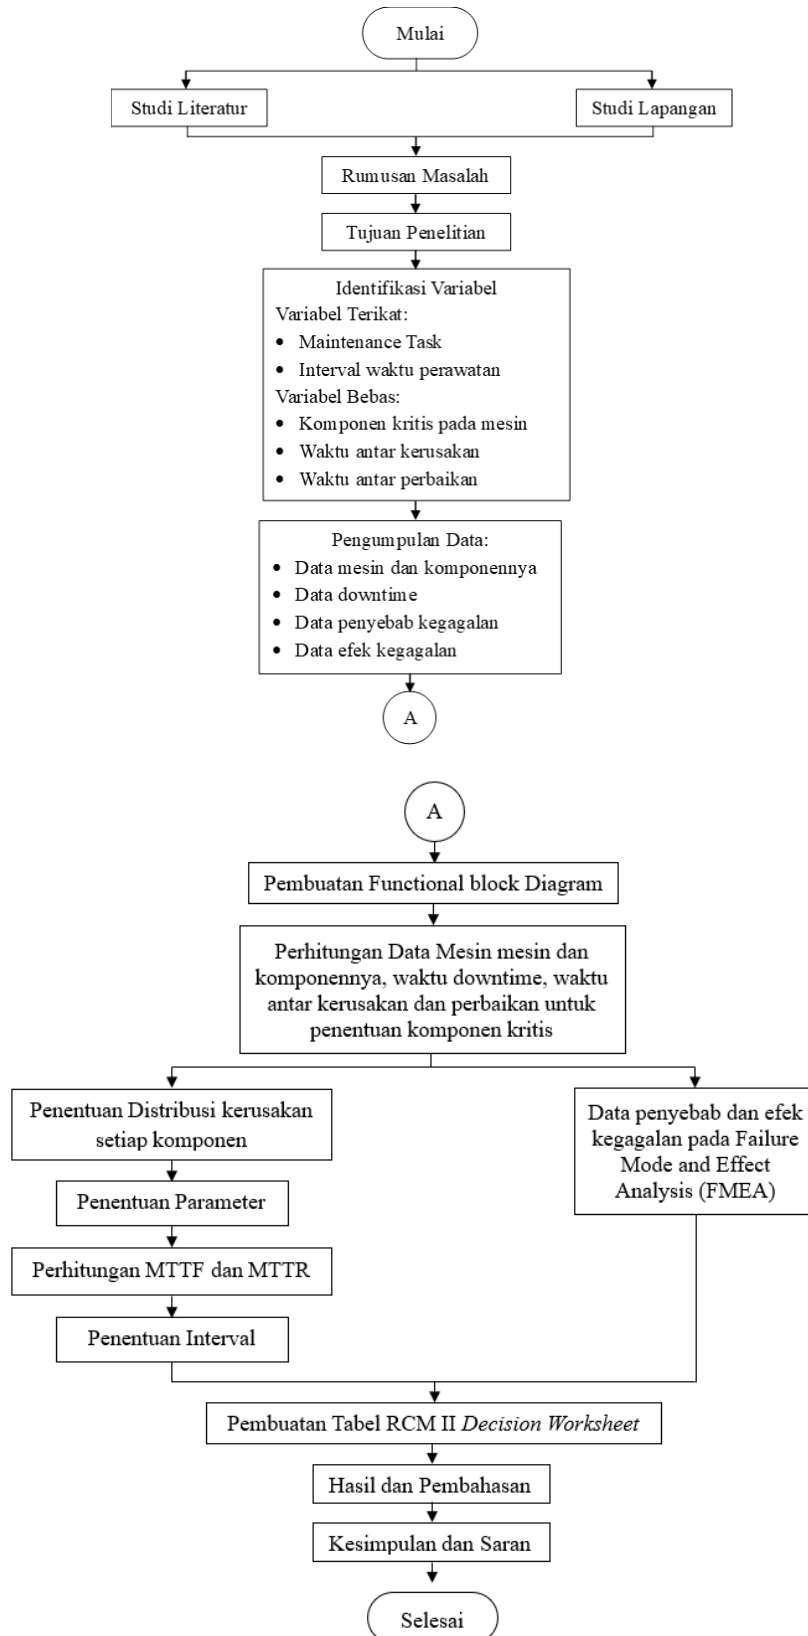 Mulai
Studi Literatur
Studi Lapangan
Rumusan Masalah
Tujuan Penelitian
Identifikasi Variabel
Variabel Terikat:
• Maintenance Task
• Interval waktu perawatan
Variabel Bebas:
• Komponen kritis pada mesin
• Waktu antar kerusakan
• Waktu antar perbaikan
Pengumpulan Data:
• Data mesin dan komponennya
• Data downtime
• Data penyebab kegagalan
• Data efek kegagalan
A
A
Pembuatan Functional block Diagram
Perhitungan Data Mesin mesin dan
komponennya, waktu downtime, waktu
antar kerusakan dan perbaikan untuk
penentuan komponen kritis
Penentuan Distribusi kerusakan
setiap komponen
Data penyebab dan efek
kegagalan pada Failure
Mode and Effect
Analysis (FMEA)
Penentuan Parameter
Perhitungan MTTF dan MTTR
Penentuan Interval
Pembuatan Tabel RCM II Decision Worksheet
Hasil dan Pembahasan
Kesimpulan dan Saran
Selesai